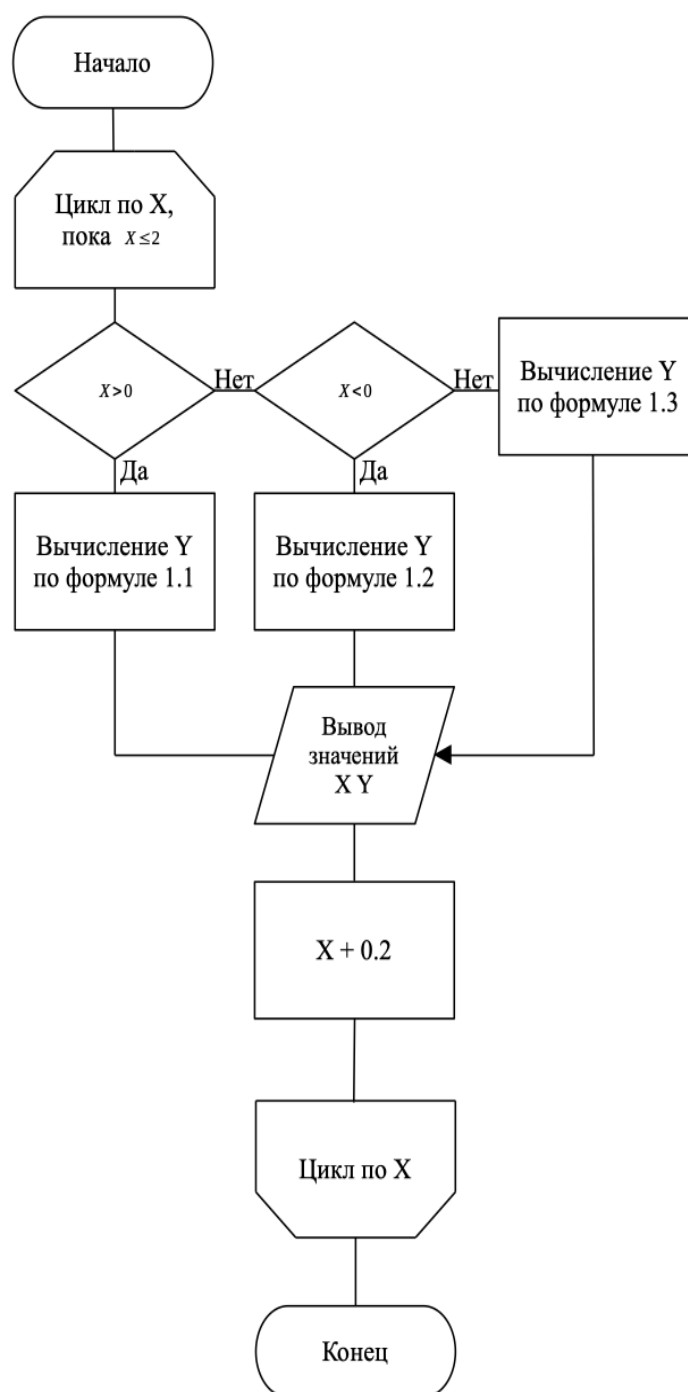 Начало
Цикл по X,
пока X≤2
X>0
Нет
X<0
Нет
Вычисление Y
по формуле 1.3
Да
Да
Вычисление Y
по формуле 1.1
Вычисление Y
по формуле 1.2
Вывод
значений
X Y
X + 0.2
Цикл по X
Конец